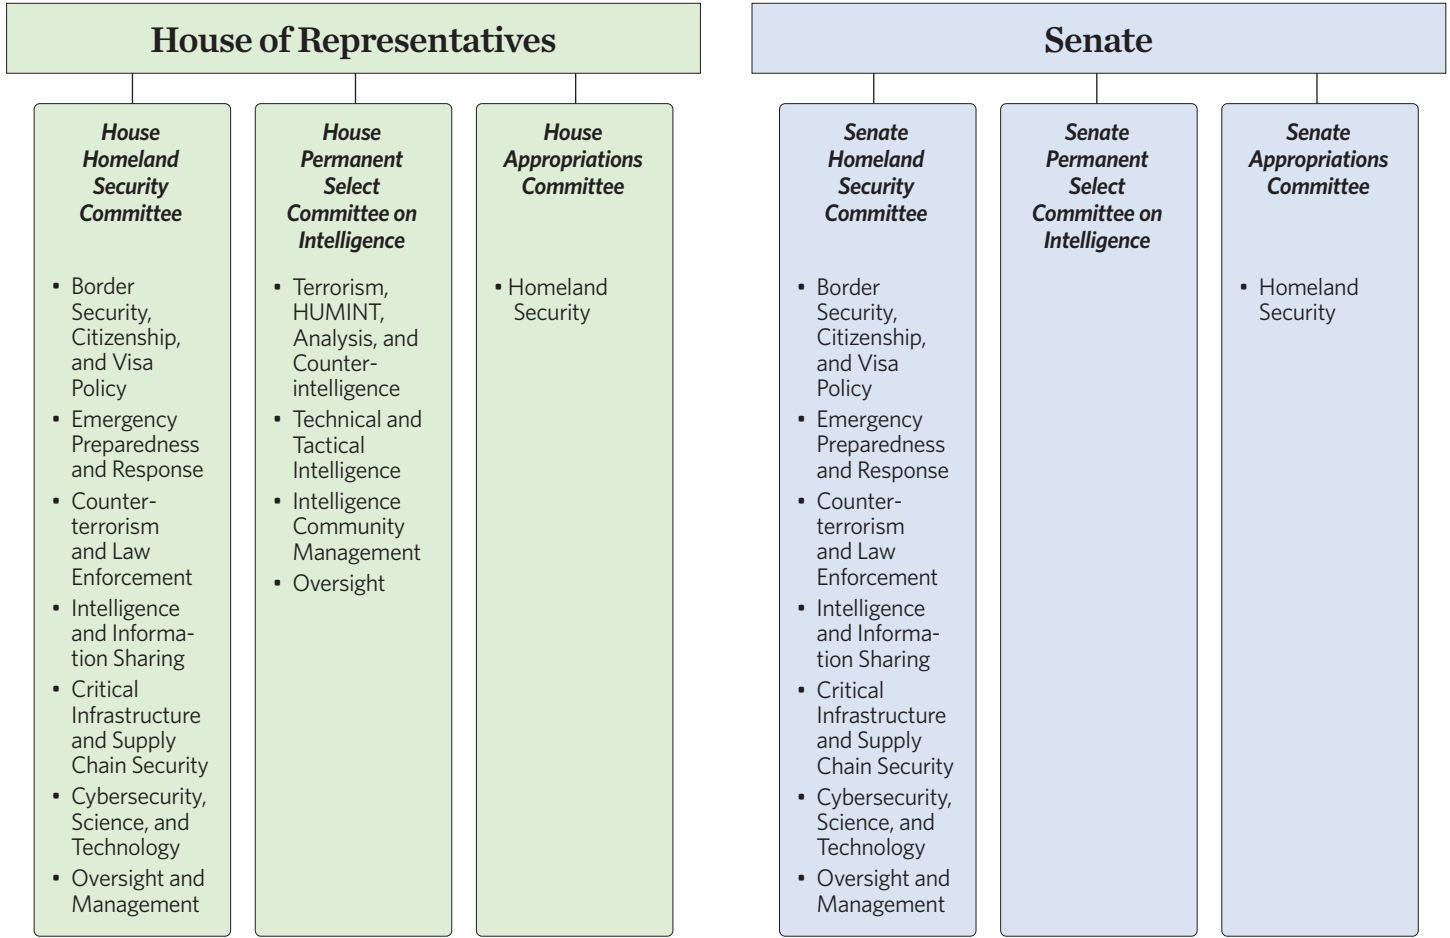 House of Representatives
House
Homeland
Security
Committee
• Border
Security,
Citizenship,
and Visa
Policy
• Emergency
Preparedness
and Response
• Counter-
terrorism
and Law
Enforcement
• Intelligence
and Informa-
tion Sharing
• Critical
Infrastructure
and Supply
Chain Security
• Cybersecurity,
Science, and
Technology
• Oversight and
Management
House
Permanent
Select
Committee on
Intelligence
• Terrorism,
HUMINT,
Analysis, and
Counter-
intelligence
• Technical and
Tactical
Intelligence
• Intelligence
Community
Management
• Oversight
House
Appropriations
Committee
• Homeland
Security
Senate
Senate
Homeland
Security
Committee
• Border
Security,
Citizenship,
and Visa
Policy
• Emergency
Preparedness
and Response
• Counter-
terrorism
and Law
Enforcement
• Intelligence
and Informa-
tion Sharing
• Critical
Infrastructure
and Supply
Chain Security
• Cybersecurity,
Science, and
Technology
• Oversight and
Management
Senate
Permanent
Select
Committee on
Intelligence
Senate
Appropriations
Committee
• Homeland
Security